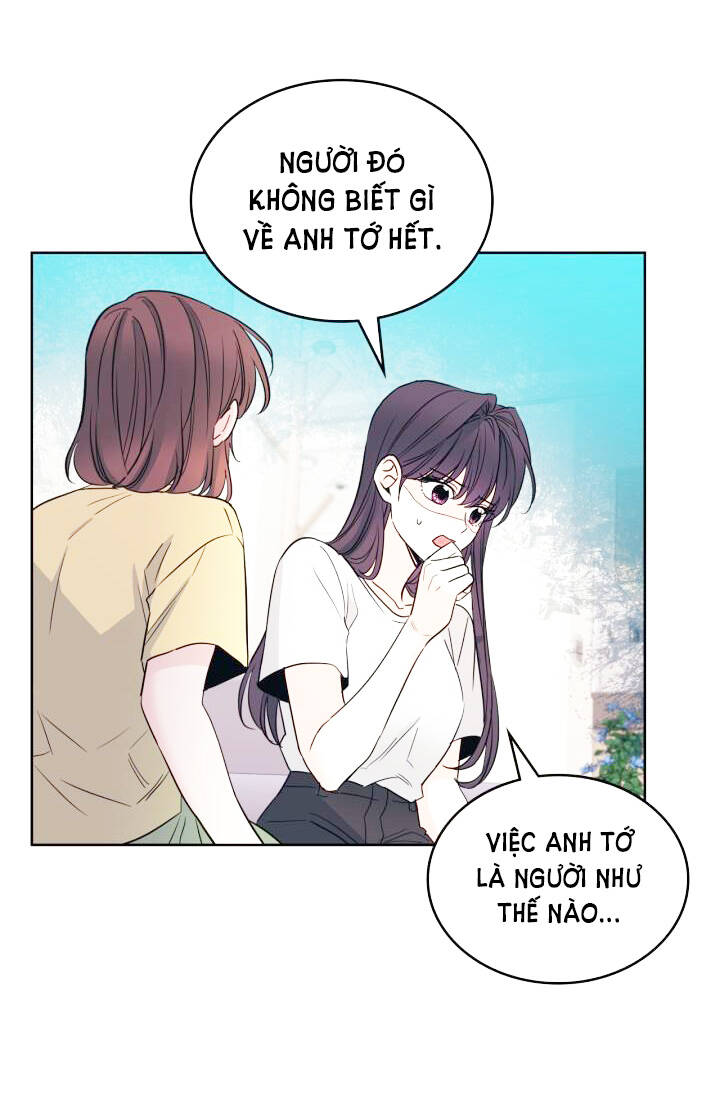 NGƯỜI ĐÓ
KHÔNG BIẾT GÌ
VỀ ANH TỚ HẾT.
VIỆC ANH TỚ
LÀ NGƯỜI NHƯ
THẾ NÀO...